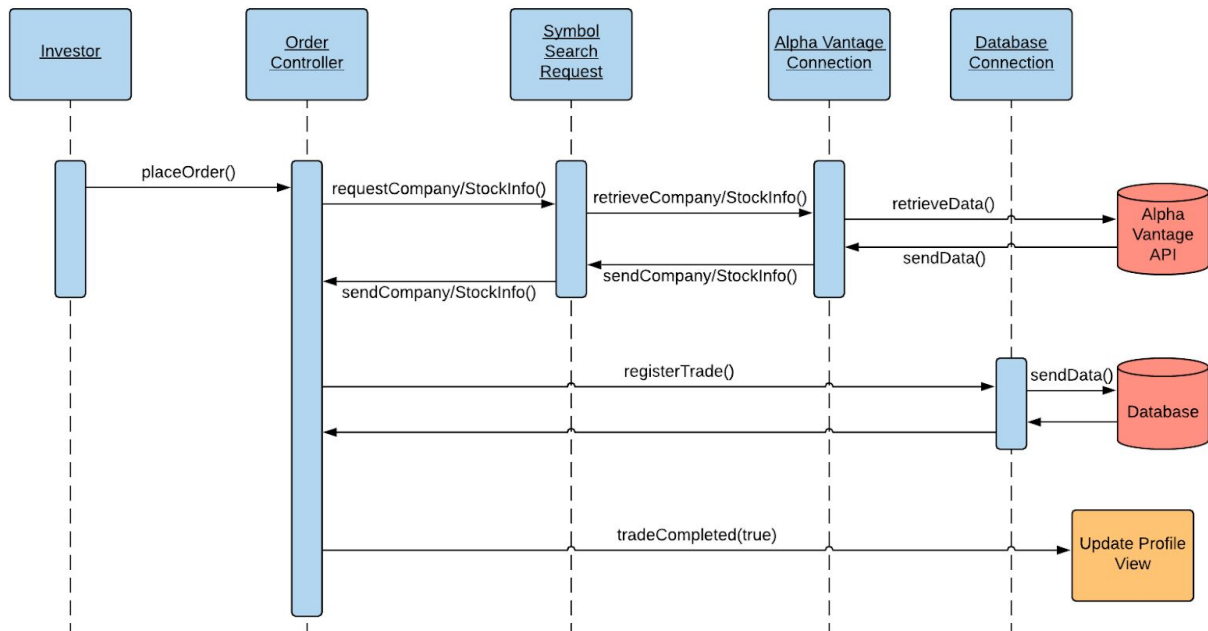 Investor
Order
Controller
Symbol
Search
Request
Alpha Vantage
Connection
Database
Connection
placeOrder()
requestCompany/StockInfo()
retrieveCompany/StockInfo()
retrieveData()
Alpha
Vantage
API
sendData()
sendCompany/StockInfo()
sendCompany/StockInfo()
registerTrade()
sendData()
Database
tradeCompleted(true)
Update Profile
View